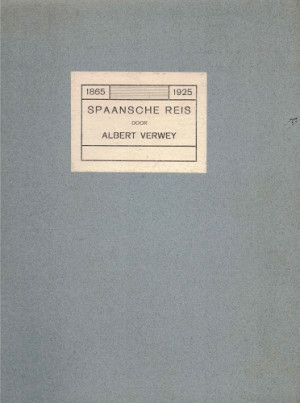 1865 1925
SPAANSCHE REIS
DOOR
ALBERT VERWEY